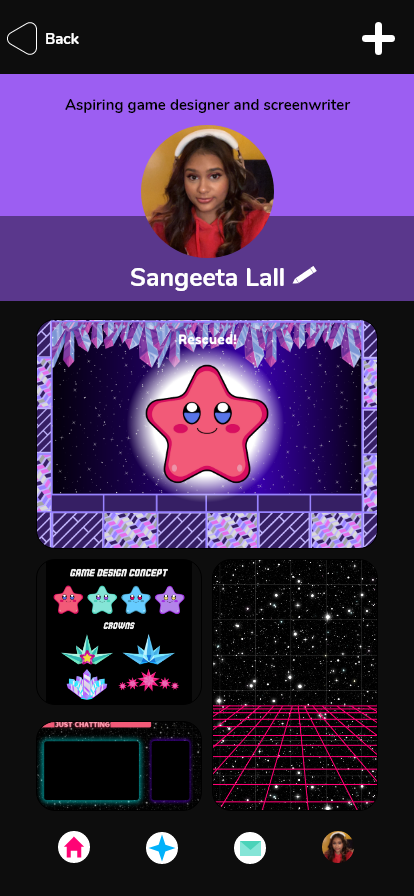 Back
Aspiring game designer and screenwriter
Sangeeta Lall
Rescued!
GAME DESIGN CONCEPT
CROWNS
JUST CHATTING